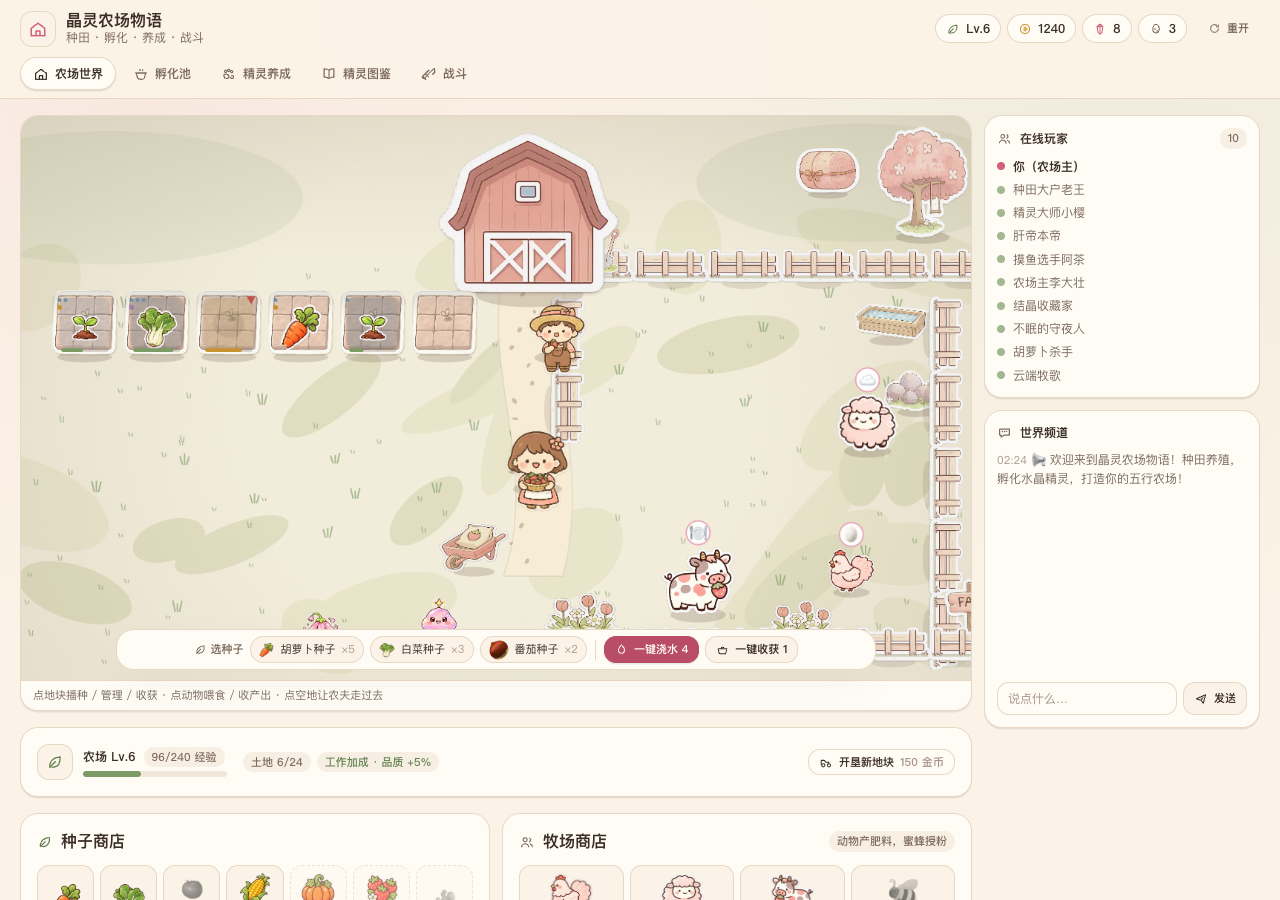 晶灵农场物语
种田 · 孵化 · 养成 · 战斗
Lv.6
1240
8
3
重开
农场世界
孵化池
精灵养成
精灵图鉴
战斗
选种子
胡萝卜种子 ×5
白菜种子 ×3
番茄种子 ×2
一键浇水 4
一键收获 1
点地块播种 / 管理 / 收获 · 点动物喂食 / 收产出 · 点空地让农夫走过去
在线玩家
10
你（农场主）
种田大户老王
精灵大师小樱
肝帝本帝
摸鱼选手阿茶
农场主李大壮
结晶收藏家
不眠的守夜人
胡萝卜杀手
云端牧歌
世界频道
02:24 📢 欢迎来到晶灵农场物语！种田养殖，
孵化水晶精灵，打造你的五行农场！
说点什么...
发送
农场 Lv.6
96/240 经验
土地 6/24
工作加成 · 品质 +5%
开垦新地块 150 金币
种子商店
牧场商店
动物产肥料，蜜蜂授粉